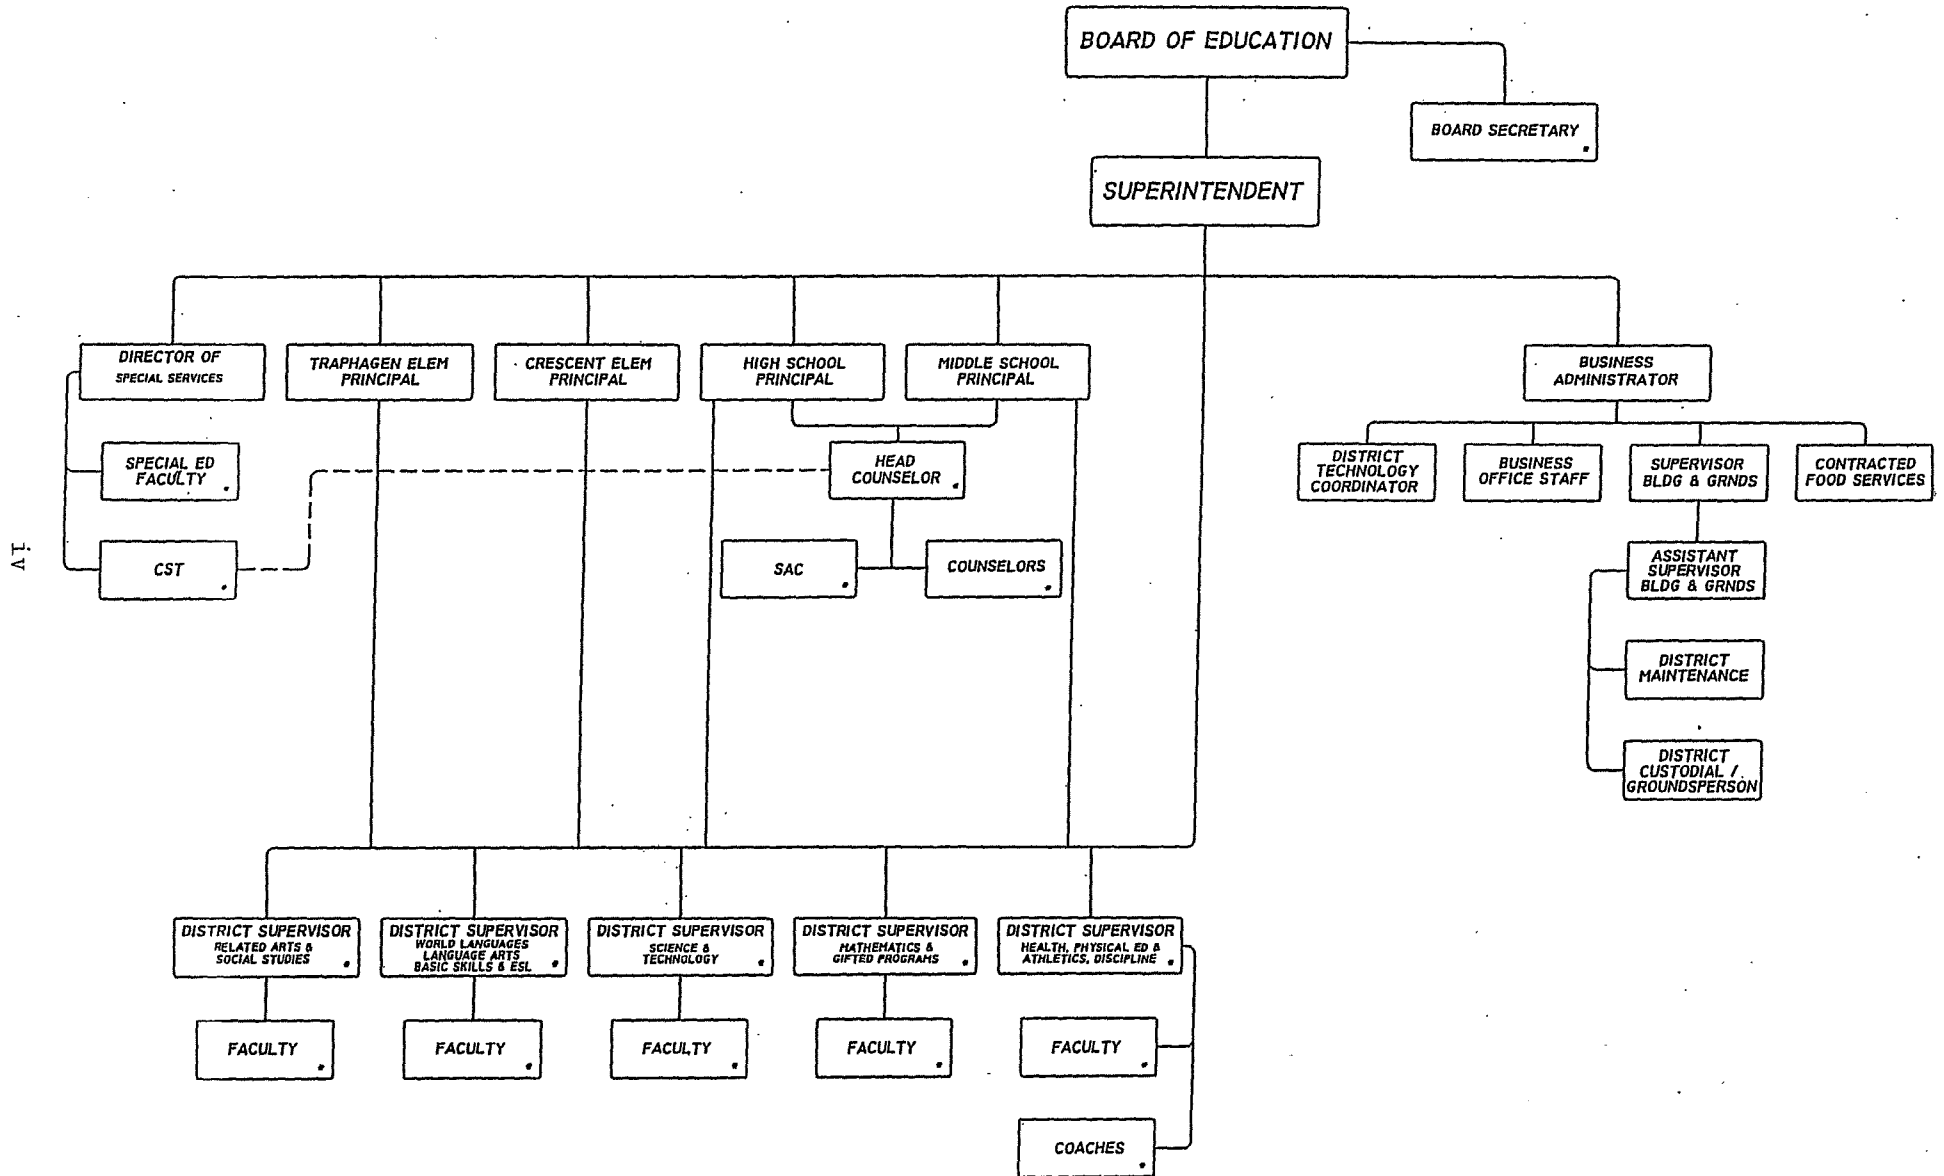 BOARD OF EDUCATION
BOARD SECRETARY
SUPERINTENDENT
DIRECTOR OF
SPECIAL SERVICES
TRAPHAGEN ELEM
PRINCIPAL
CRESCENT ELEM
PRINCIPAL
HIGH SCHOOL
PRINCIPAL
MIDDLE SCHOOL
PRINCIPAL
BUSINESS
ADMINISTRATOR
SPECIAL ED
FACULTY
HEAD
COUNSELOR
DISTRICT
TECHNOLOGY
COORDINATOR
BUSINESS
OFFICE STAFF
SUPERVISOR
BLDG & GRNDS
CONTRACTED
FOOD SERVICES
iv
CST
SAC
COUNSELORS
ASSISTANT
SUPERVISOR
BLDG & GRNDS
DISTRICT
MAINTENANCE
DISTRICT
CUSTODIAL /
GROUNDSPERSON
DISTRICT SUPERVISOR
RELATED ARTS &
SOCIAL STUDIES
DISTRICT SUPERVISOR
WORLD LANGUAGES
LANGUAGE ARTS
BASIC SKILLS & ESL
DISTRICT SUPERVISOR
SCIENCE &
TECHNOLOGY
DISTRICT SUPERVISOR
MATHEMATICS &
GIFTED PROGRAMS
DISTRICT SUPERVISOR
HEALTH, PHYSICAL ED &
ATHLETICS, DISCIPLINE
FACULTY
FACULTY
FACULTY
FACULTY
FACULTY
COACHES